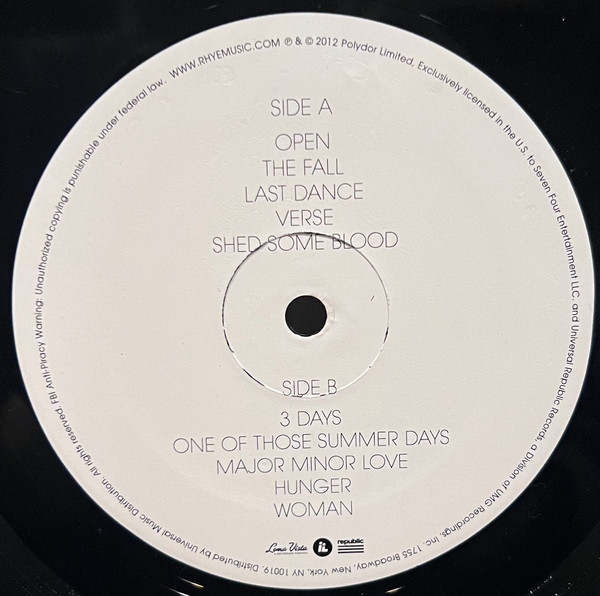 WWW.RHYEMUSIC.COM ℗ & © 2012 Polydor Limited, Exclusively licensed in the U.S. to Seven Four Entertainment LLC. and Universal Republic Records, a Division of UMG Recordings, Inc, 1755 Broadway, New York, NY 10019. Distributed by Universal Music Distribution. All rights reserved. FBI Anti-Piracy Warning: Unauthorized copying is punishable under federal law.
SIDE A
OPEN
THE FALL
LAST DANCE
VERSE
SHED SOME BLOOD
SIDE B
3 DAYS
ONE OF THOSE SUMMER DAYS
MAJOR MINOR LOVE
HUNGER
WOMAN
Loma Vista
iL
republic